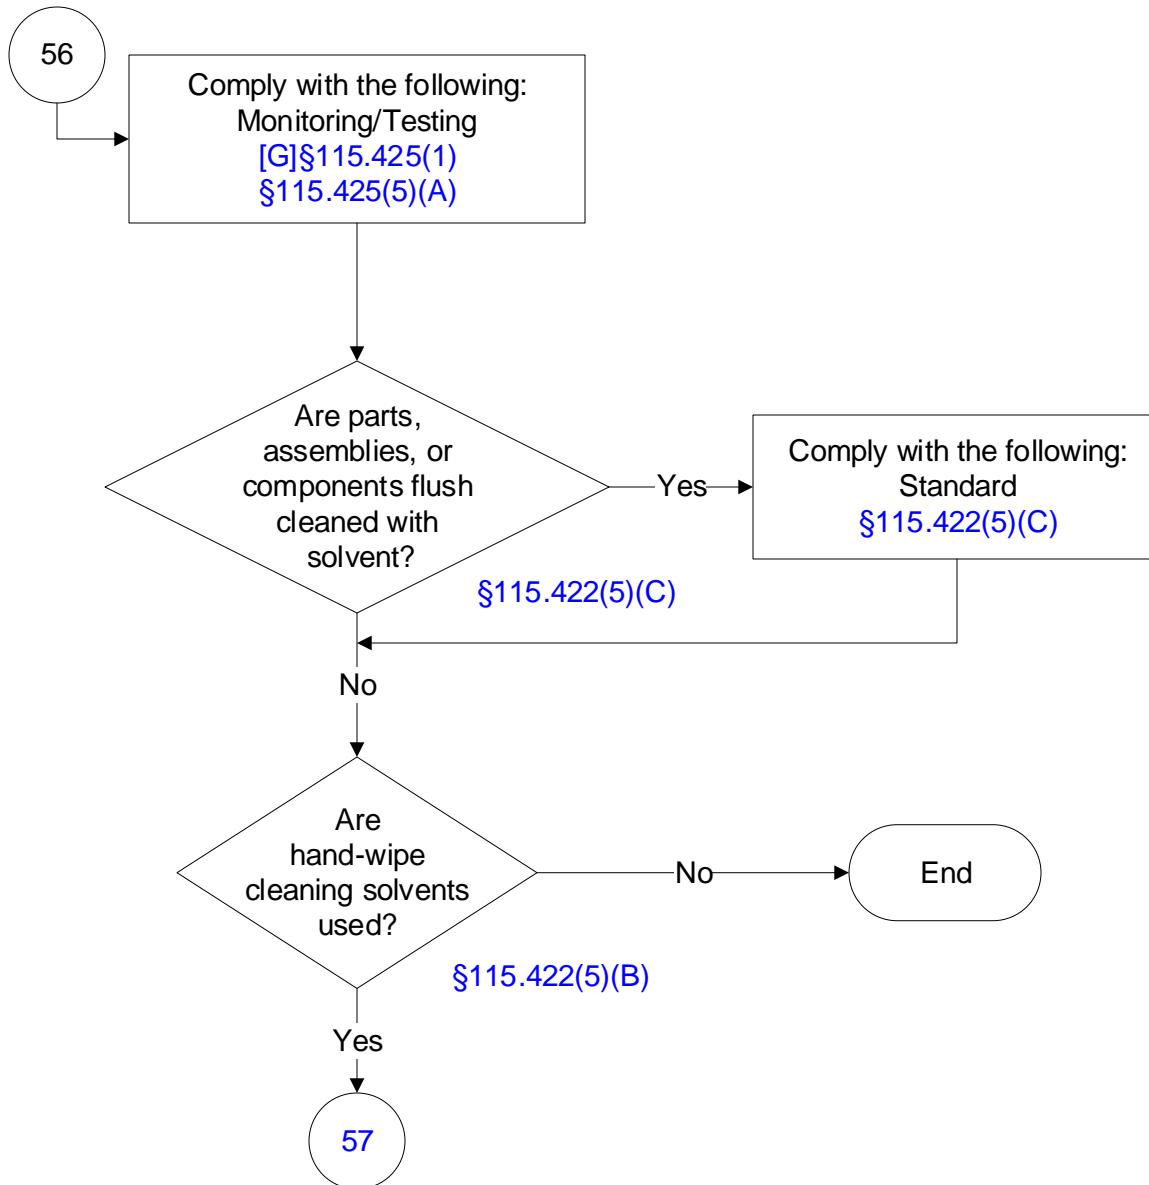 56
Comply with the following:
Monitoring/Testing
[G]§115.425(1)
§115.425(5)(A)
Are parts,
assemblies, or
components flush
cleaned with
solvent?
Yes
Comply with the following:
Standard
§115.422(5)(C)
§115.422(5)(C)
No
Are
hand-wipe
cleaning solvents
used?
No
End
§115.422(5)(B)
Yes
57